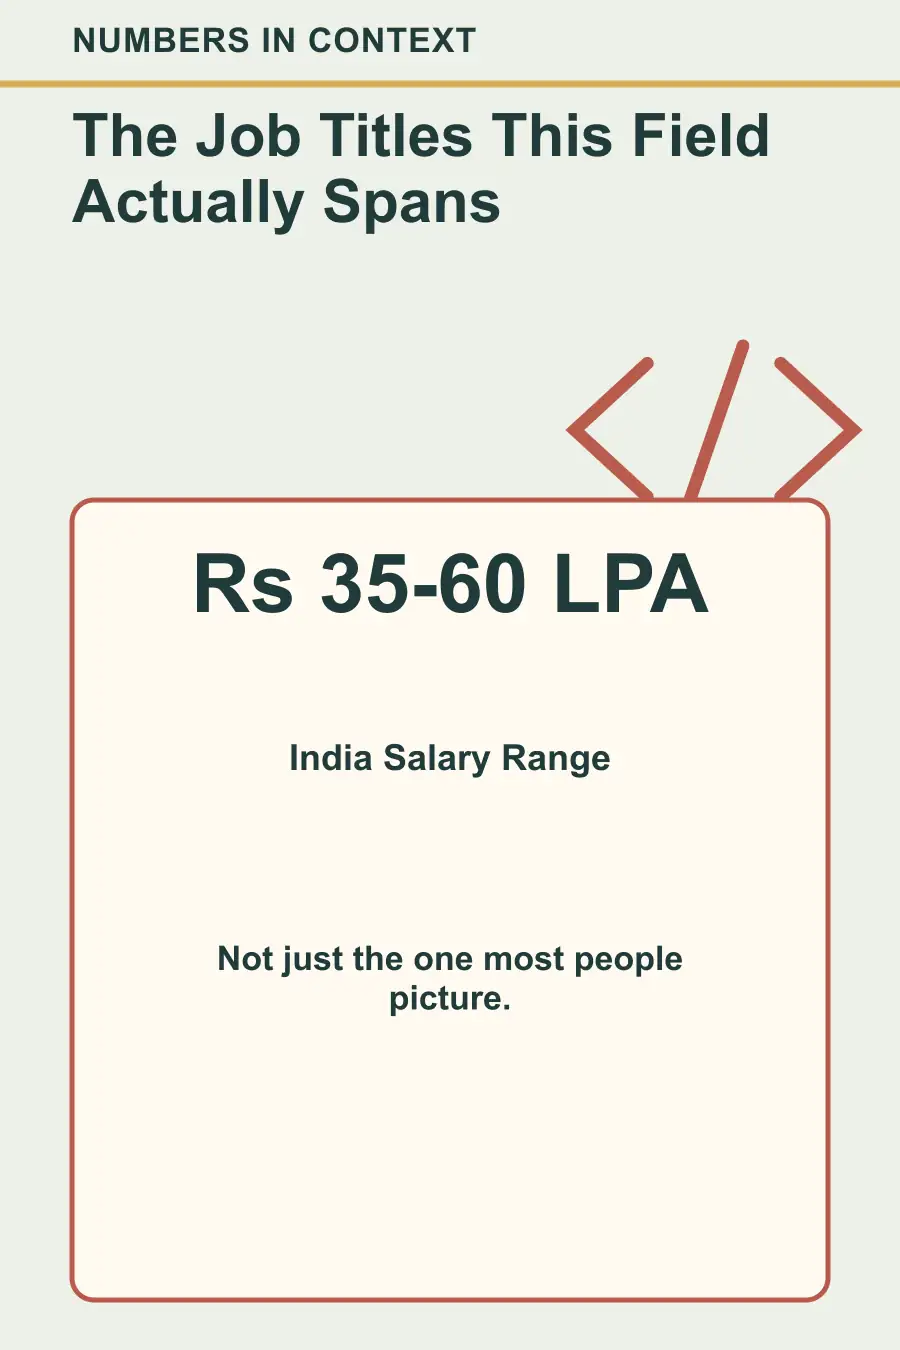 NUMBERS IN CONTEXT
The Job Titles This Field
Actually Spans
Rs 35-60 LPA
India Salary Range
Not just the one most people
picture.